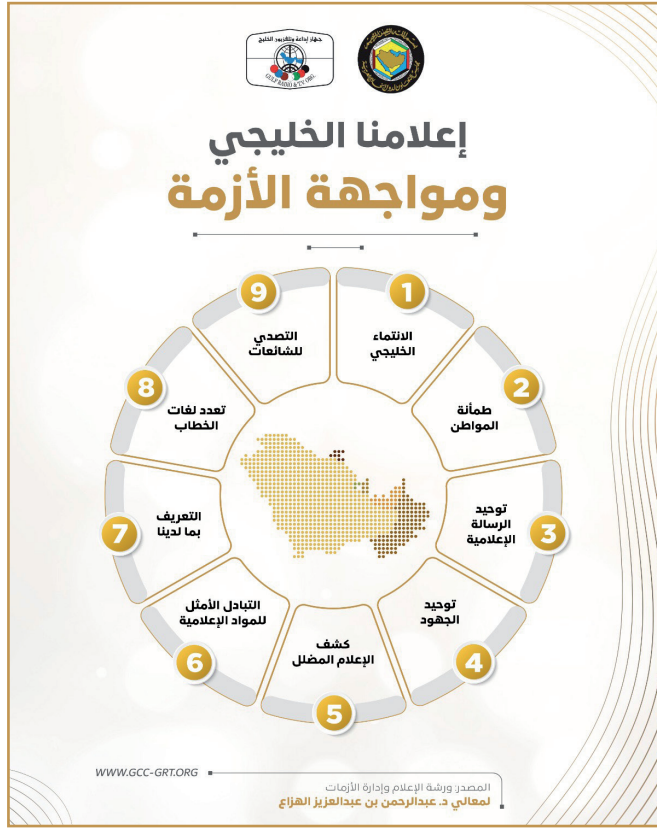 جهاز إذاعة وتلفزيون الخليج
GULF RADIO & T.V ORG.
إعلامنا الخليجي
ومواجهة الأزمة
1
الانتماء
الخليجي
2
طمأنة
المواطن
3
توحيد
الرسالة
الإعلامية
4
توحيد
الجهود
5
كشف
الإعلام المضلل
6
التبادل الأمثل
للمواد الإعلامية
7
التعريف
بما لدينا
8
تعدد لغات
الخطاب
9
التصدي
للشائعات
WWW.GCC-GRT.ORG
المصدر: ورشة الإعلام وإدارة الأزمات
لمعالي د. عبدالرحمن بن عبدالعزيز الهزاع